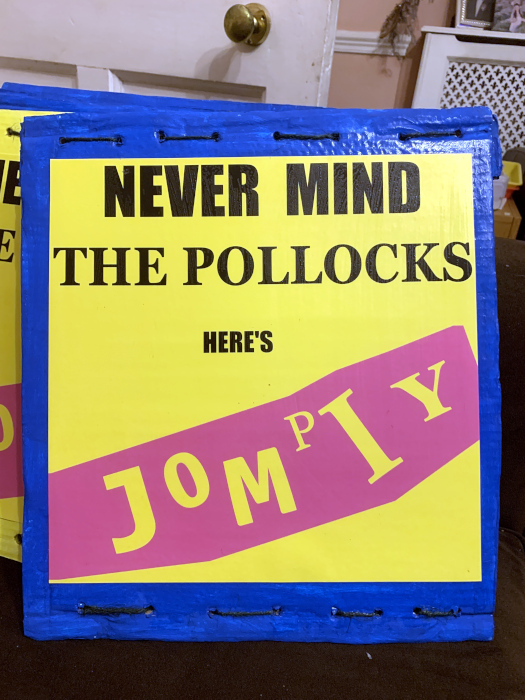 NEVER MIND
THE POLLOCKS
HERE'S
JOMPIY